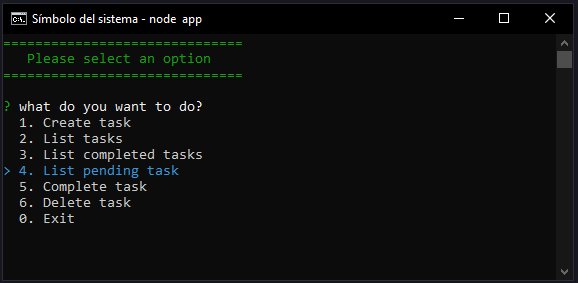 Símbolo del sistema - node app
==============================
Please select an option
==============================
? what do you want to do?
1. Create task
2. List tasks
3. List completed tasks
> 4. List pending task
5. Complete task
6. Delete task
0. Exit